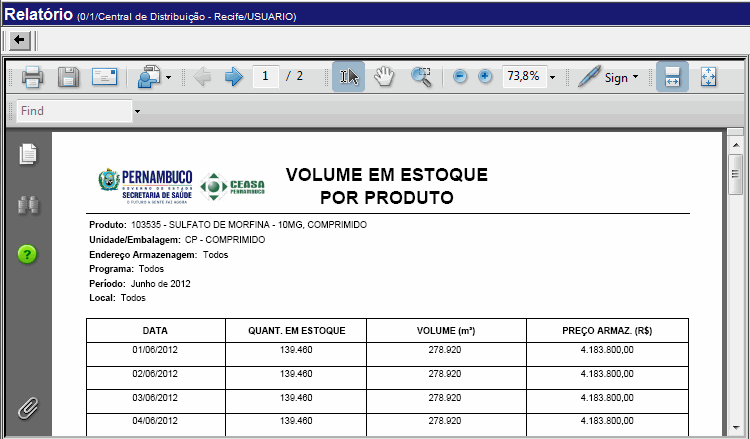 Relatório (0/1/Central de Distribuição - Recife/USUARIO)
1 / 2 73,8% Sign
Find
PERNAMBUCO
GOVERNO DO ESTADO
SECRETARIA DE SAÚDE
O FUTURO A GENTE FAZ AGORA
CEASA
PERNAMBUCO
VOLUME EM ESTOQUE
POR PRODUTO
Produto: 103535 - SULFATO DE MORFINA - 10MG, COMPRIMIDO
Unidade/Embalagem: CP - COMPRIMIDO
Endereço Armazenagem: Todos
Programa: Todos
Período: Junho de 2012
Local: Todos
DATA QUANT. EM ESTOQUE VOLUME (m³) PREÇO ARMAZ. (R$)
01/06/2012 139.460 278.920 4.183.800,00
02/06/2012 139.460 278.920 4.183.800,00
03/06/2012 139.460 278.920 4.183.800,00
04/06/2012 139.460 278.920 4.183.800,00